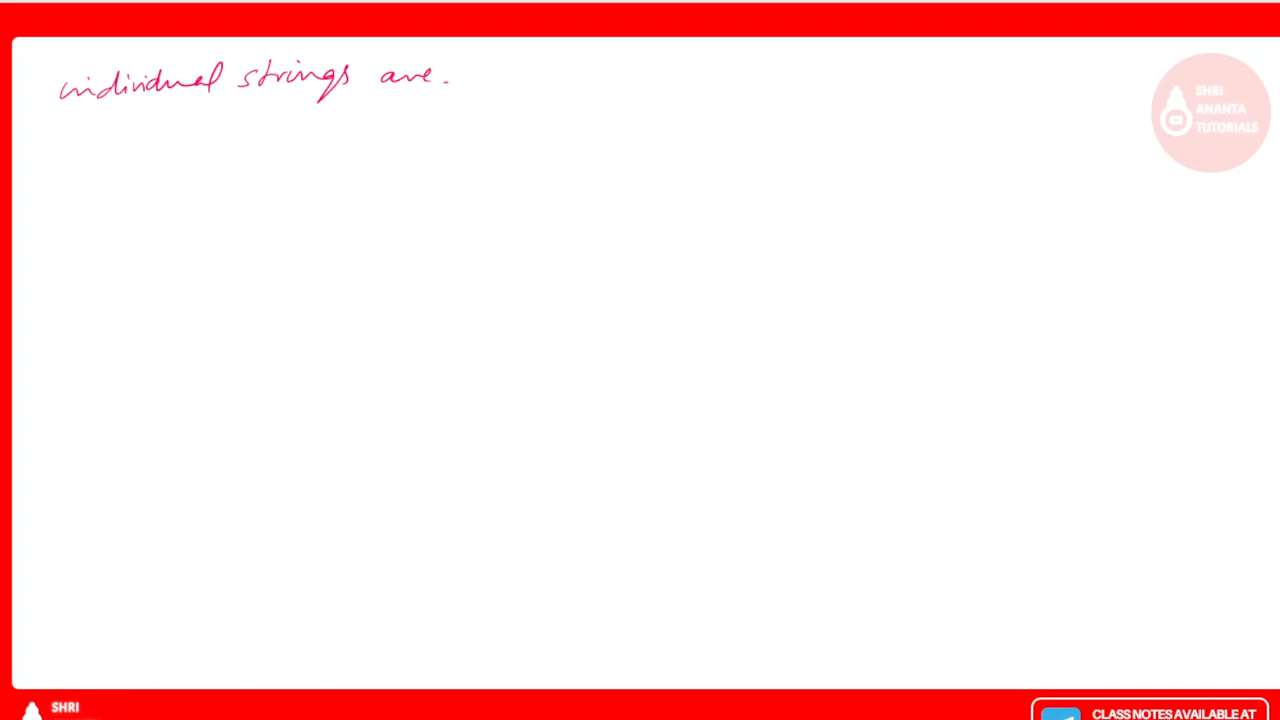 individual strings are.
SHRI
ANANTA
TUTORIALS
SHRI
CLASS NOTES AVAILABLE AT